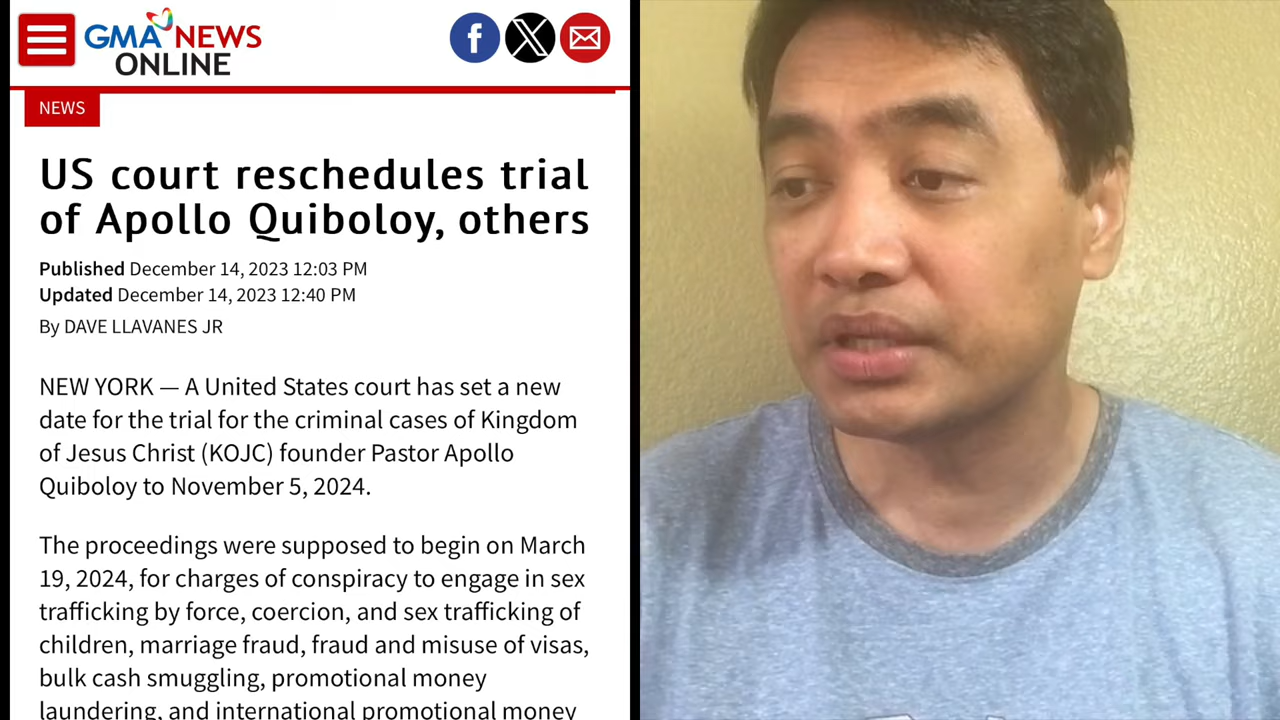 GMA NEWS
ONLINE
NEWS
US court reschedules trial
of Apollo Quiboloy, others
Published December 14, 2023 12:03 PM
Updated December 14, 2023 12:40 PM
By DAVE LLAVANES JR
NEW YORK — A United States court has set a new
date for the trial for the criminal cases of Kingdom
of Jesus Christ (KOJC) founder Pastor Apollo
Quiboloy to November 5, 2024.
The proceedings were supposed to begin on March
19, 2024, for charges of conspiracy to engage in sex
trafficking by force, coercion, and sex trafficking of
children, marriage fraud, fraud and misuse of visas,
bulk cash smuggling, promotional money
laundering, and international promotional money